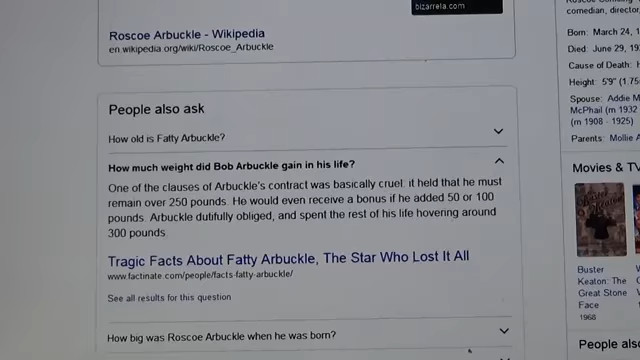 bizarrela.com
Roscoe Arbuckle - Wikipedia
en.wikipedia.org/wiki/Roscoe_Arbuckle
People also ask
How old is Fatty Arbuckle?
How much weight did Bob Arbuckle gain in his life?
One of the clauses of Arbuckle's contract was basically cruel: it held that he must
remain over 250 pounds. He would even receive a bonus if he added 50 or 100
pounds. Arbuckle dutifully obliged, and spent the rest of his life hovering around
300 pounds.
Tragic Facts About Fatty Arbuckle, The Star Who Lost It All
www.factinate.com/people/facts-fatty-arbuckle/
See all results for this question
How big was Roscoe Arbuckle when he was born?
comedian, director,
Born: March 24, 1
Died: June 29, 193
Cause of Death: H
Height: 5'9" (1.75
Spouse: Addie M
McPhail (m 1932
(m 1908 - 1925)
Parents: Mollie A
Movies & TV
Buster
Keaton: The
Great Stone
Face
1968
People als